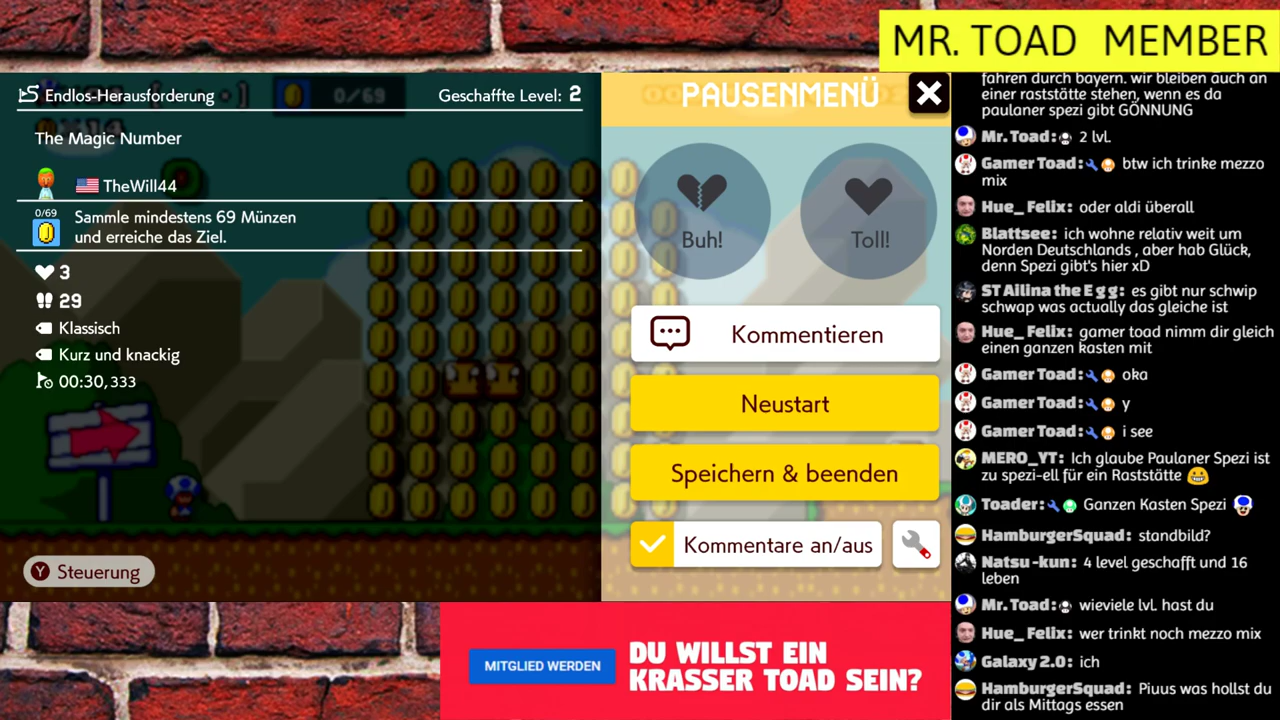 MR. TOAD MEMBER
Endlos-Herausforderung
Geschaffte Level: 2
0/69
The Magic Number
TheWill44
0/69
Sammle mindestens 69 Münzen
und erreiche das Ziel.
3
29
Klassisch
Kurz und knackig
00:30,333
Y Steuerung
PAUSENMENÜ
Buh!
Toll!
Kommentieren
Neustart
Speichern & beenden
Kommentare an/aus
MITGLIED WERDEN
DU WILLST EIN
KRASSER TOAD SEIN?
fahren durch bayern. wir bleiben auch an
einer raststätte stehen, wenn es da
paulaner spezi gibt GÖNNUNG
Mr. Toad: 2 lvl.
Gamer Toad: btw ich trinke mezzo
mix
Hue_Felix: oder aldi überall
Blattsee: ich wohne relativ weit um
Norden Deutschlands , aber hab Glück,
denn Spezi gibt's hier xD
ST Ailina the E g g: es gibt nur schwip
schwap was actually das gleiche ist
Hue_Felix: gamer toad nimm dir gleich
einen ganzen kasten mit
Gamer Toad: oka
Gamer Toad: y
Gamer Toad: i see
MERO_YT: Ich glaube Paulaner Spezi ist
zu spezi-ell für ein Raststätte
Toader: Ganzen Kasten Spezi
HamburgerSquad: standbild?
Natsu-kun: 4 level geschafft und 16
leben
Mr. Toad: wieviele lvl. hast du
Hue_Felix: wer trinkt noch mezzo mix
Galaxy 2.0: ich
HamburgerSquad: Piuus was hollst du
dir als Mittags essen